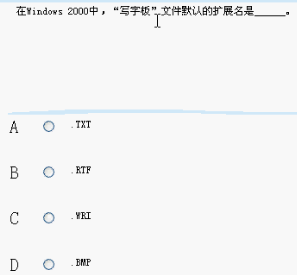 在Windows 2000中，“写字板”文件默认的扩展名是_____。
A .TXT
B .RTF
C .WRI
D .BMP